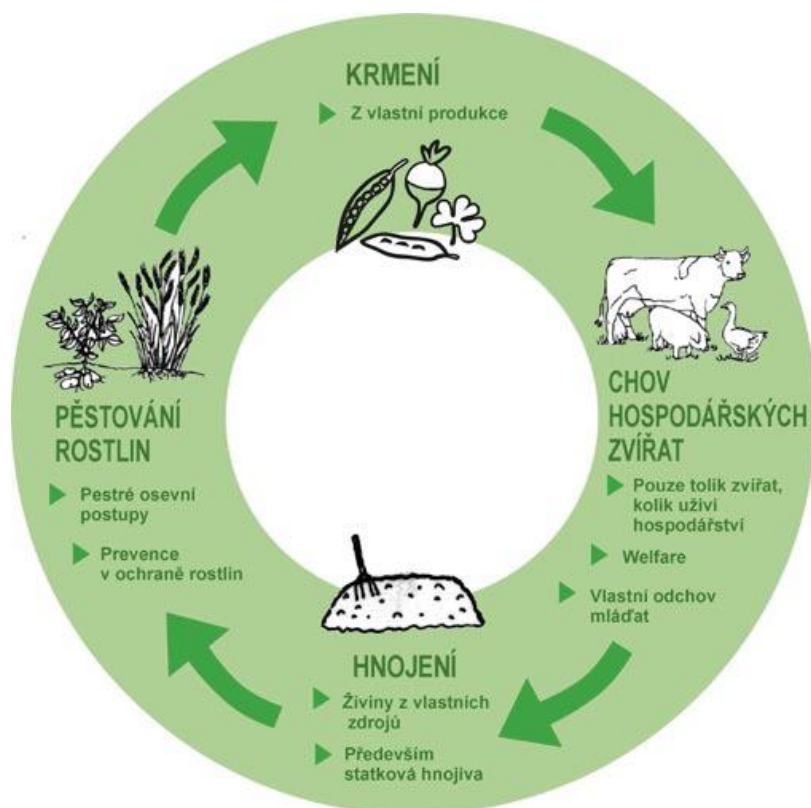 KRMENÍ
Z vlastní produkce
CHOV
HOSPODÁŘSKÝCH
ZVÍŘAT
Pouze tolik zvířat,
kolik uživi
hospodářství
Welfare
Vlastní odchov
mláďat
HNOJENÍ
Živiny z vlastních
zdrojů
Především
statková hnojiva
PĚSTOVÁNÍ
ROSTLIN
Pestré osevní
postupy
Prevence
v ochraně rostlin